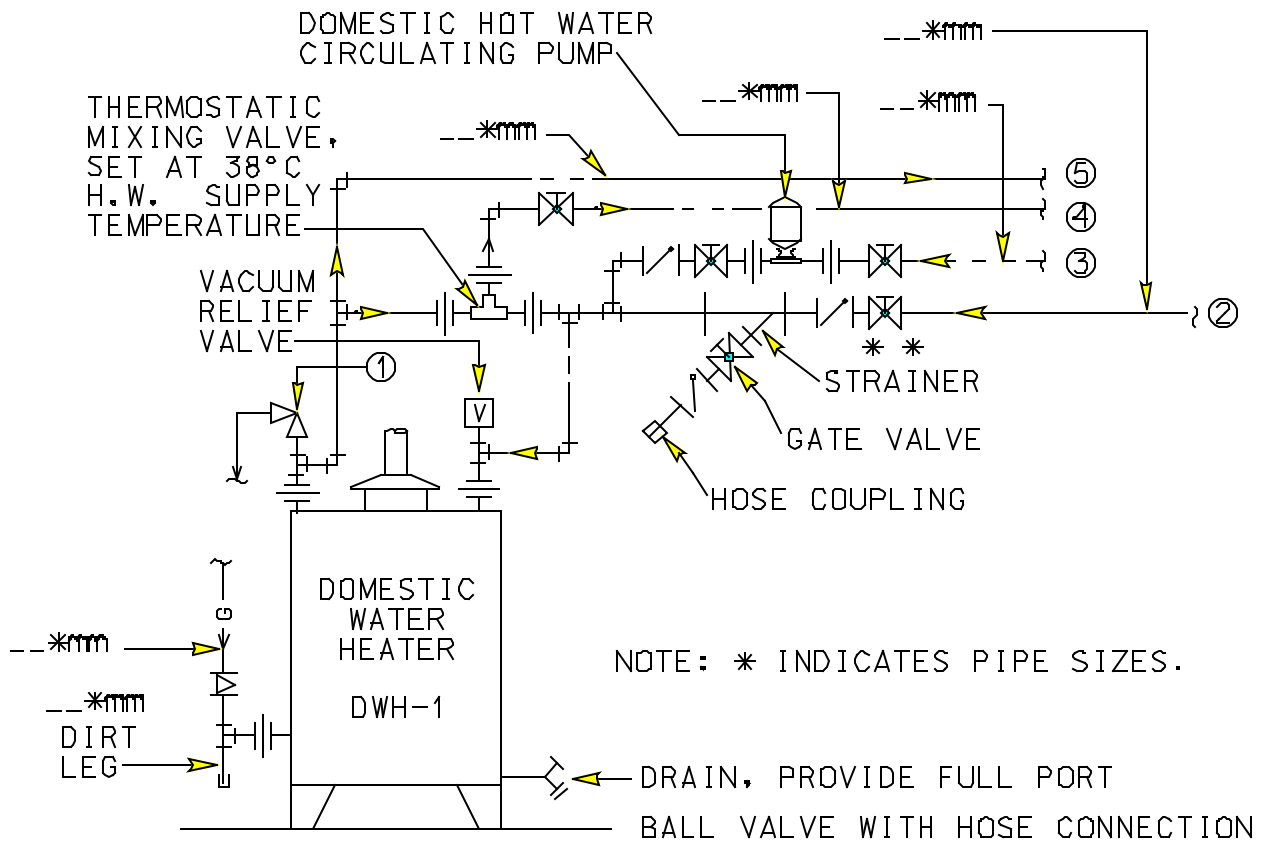 DOMESTIC HOT WATER
CIRCULATING PUMP
__*mm
__*mm
__*mm
__*mm
THERMOSTATIC
MIXING VALVE,
SET AT 38°C
H.W. SUPPLY
TEMPERATURE
5
4
3
2
VACUUM
RELIEF
VALVE
1
V
* *
STRAINER
GATE VALVE
HOSE COUPLING
DOMESTIC
WATER
HEATER
DWH-1
G
__*mm
__*mm
DIRT
LEG
NOTE: * INDICATES PIPE SIZES.
DRAIN, PROVIDE FULL PORT
BALL VALVE WITH HOSE CONNECTION